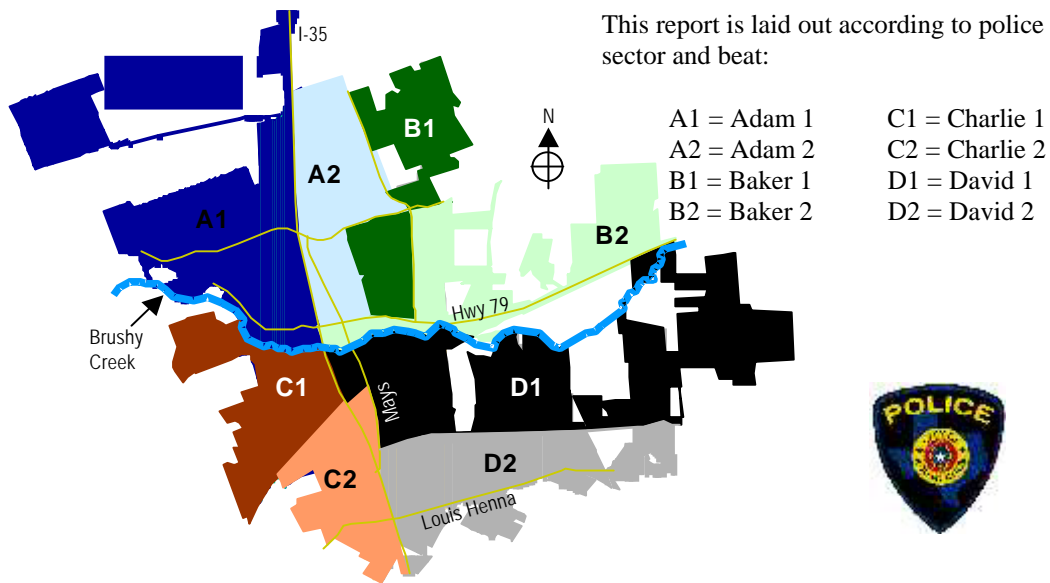 This report is laid out according to police
sector and beat:
A1 = Adam 1
A2 = Adam 2
B1 = Baker 1
B2 = Baker 2
C1 = Charlie 1
C2 = Charlie 2
D1 = David 1
D2 = David 2
I-35
N
B1
A2
A1
B2
Hwy 79
Brushy
Creek
C1
Mays
D1
C2
D2
Louis Henna
POLICE